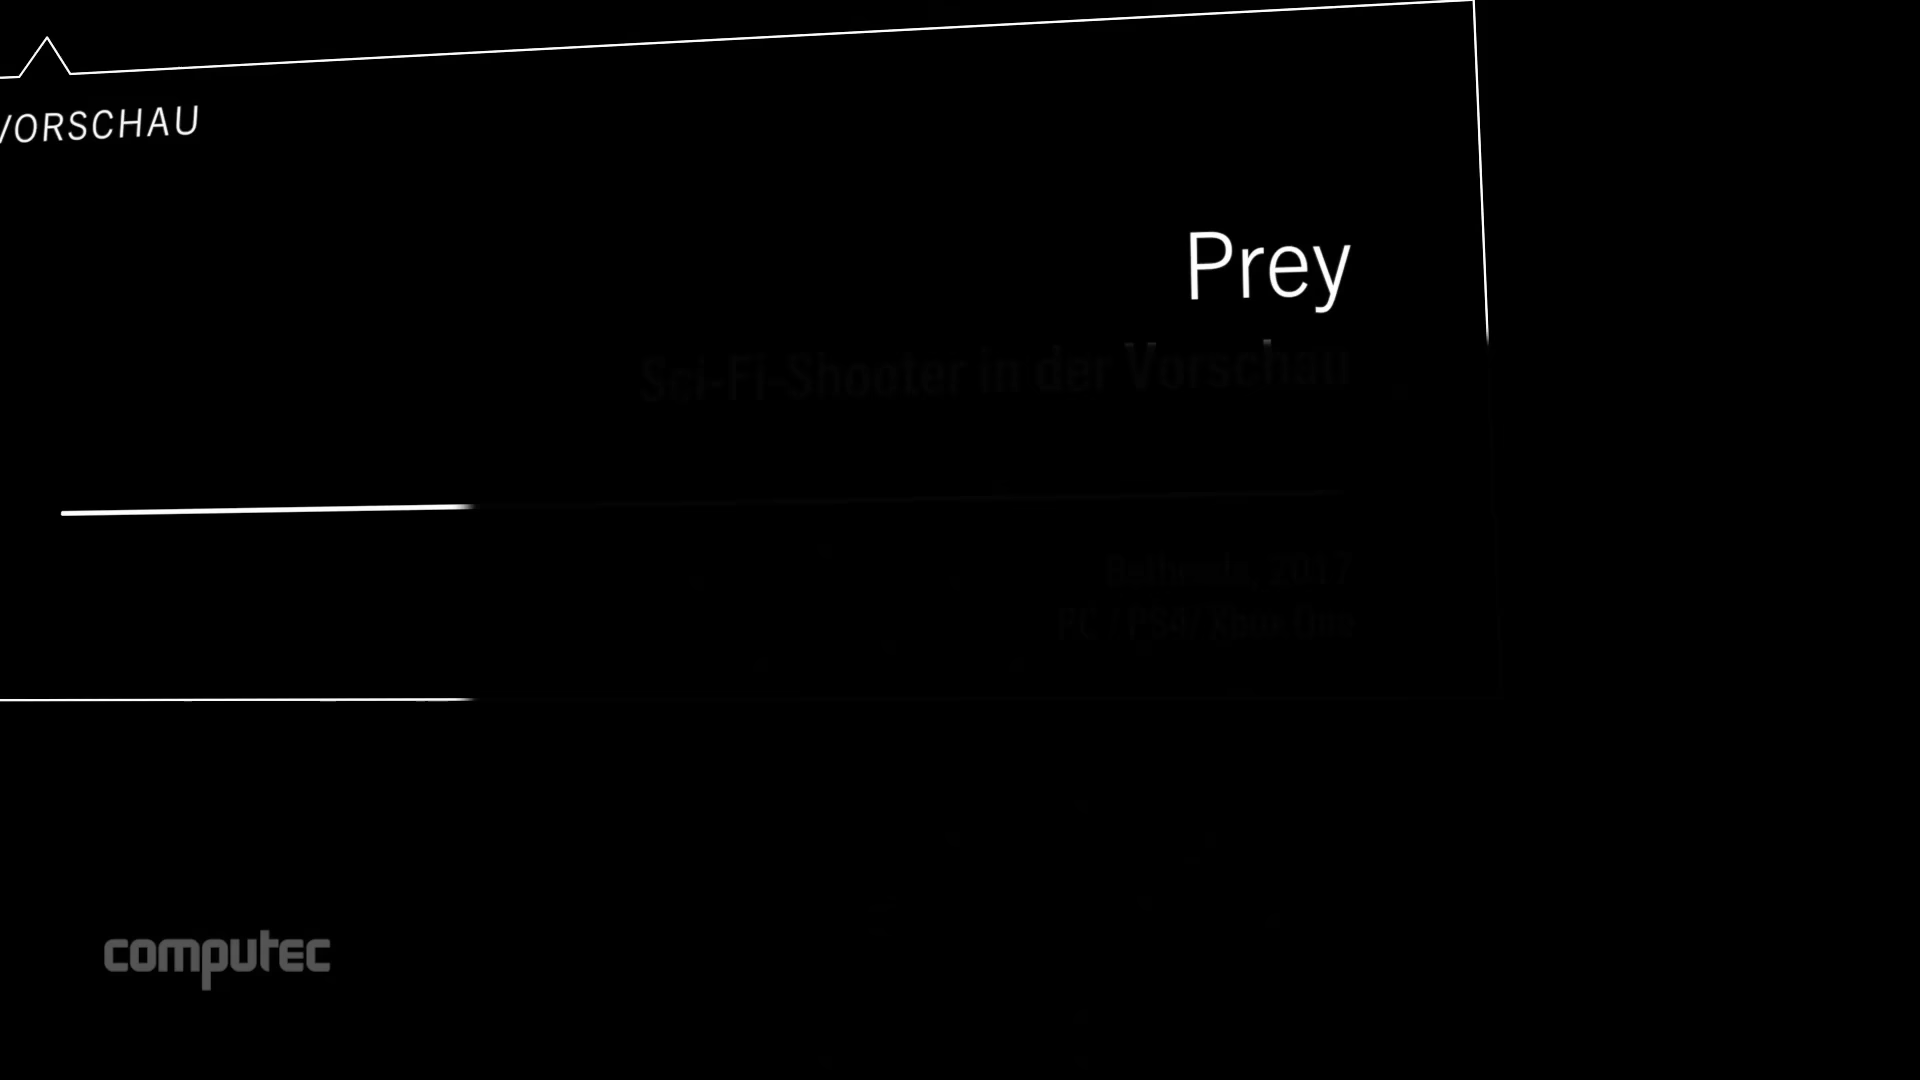 VORSCHAU
Prey
Sci-Fi-Shooter in der Vorschau
Bethesda, 2017
PC / PS4/ Xbox One
computec